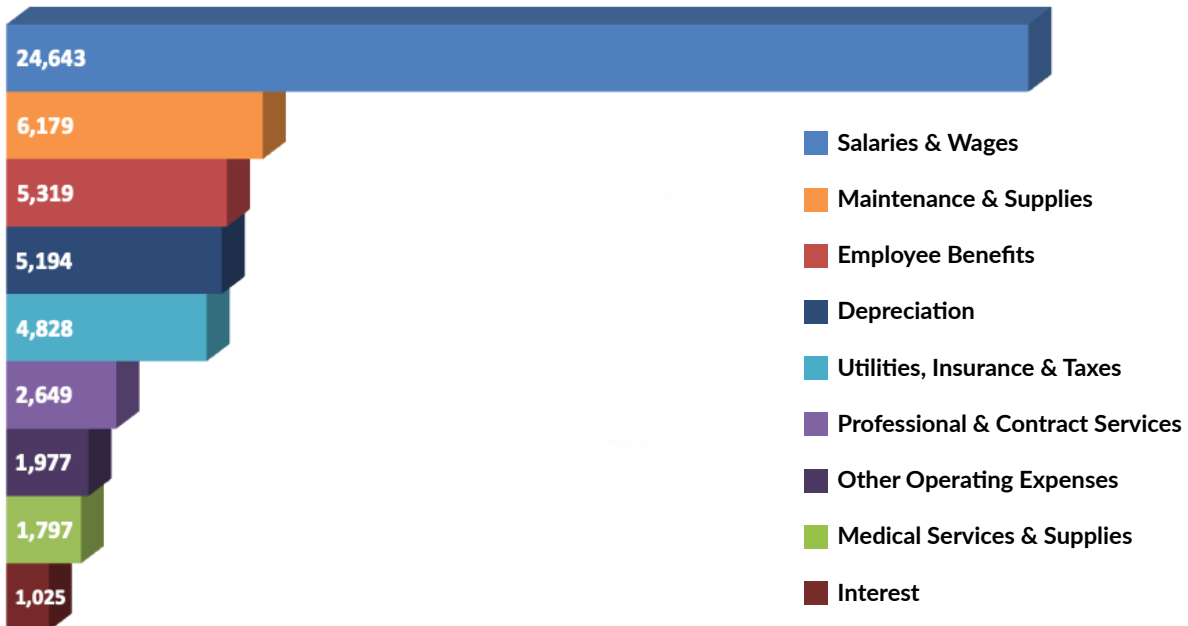 24,643
6,179
5,319
5,194
4,828
2,649
1,977
1,797
1,025
Salaries & Wages
Maintenance & Supplies
Employee Benefits
Depreciation
Utilities, Insurance & Taxes
Professional & Contract Services
Other Operating Expenses
Medical Services & Supplies
Interest